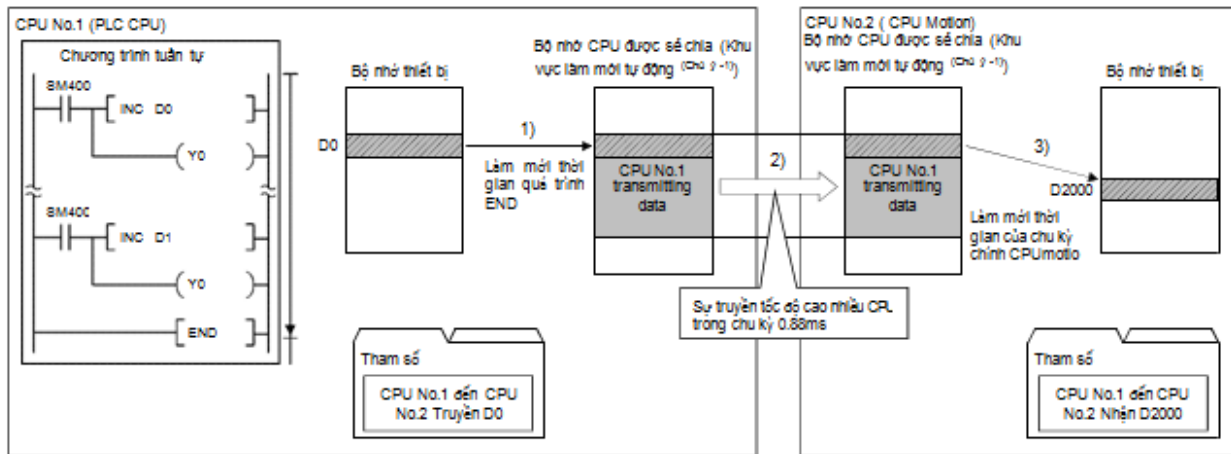 CPU No.1 (PLC CPU)
Chương trình tuần tự
SM400
INC D0
Y0
SM400
INC D1
Y0
END
Bộ nhớ thiết bị
D0
1)
Làm mới thời
gian quá trình
END
Bộ nhớ CPU được sẻ chia (Khu
vực làm mới tự động (Chú ý -1))
CPU No.1
transmitting
data
2)
Sự truyền tốc độ cao nhiều CPU
trong chu kỳ 0.88ms
Tham số
CPU No.1 đến CPU
No.2 Truyền D0
CPU No.2 ( CPU Motion)
Bộ nhớ CPU được sẻ chia (Khu
vực làm mới tự động (Chú ý -1))
CPU No.1
transmitting
data
3)
Làm mới thời
gian của chu kỳ
chính CPUmotio
Bộ nhớ thiết bị
D2000
Tham số
CPU No.1 đến CPU
No.2 Nhận D2000